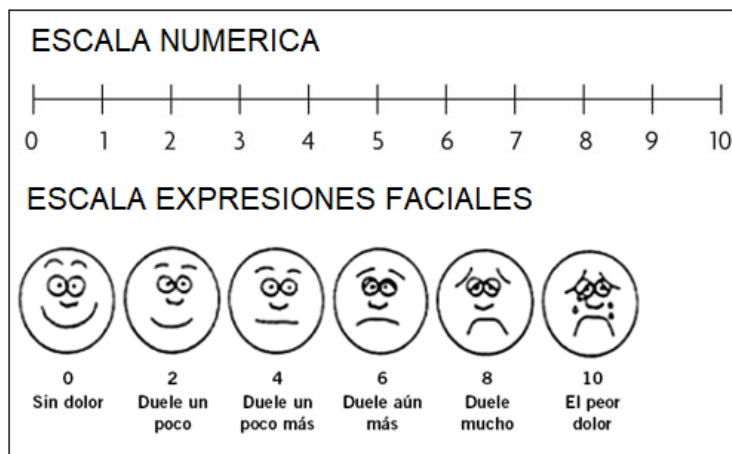 ESCALA NUMERICA
0 1 2 3 4 5 6 7 8 9 10
ESCALA EXPRESIONES FACIALES
0 2 4 6 8 10
Sin dolor Duele un Duele un Duele aún Duele El peor
poco poco más más mucho dolor